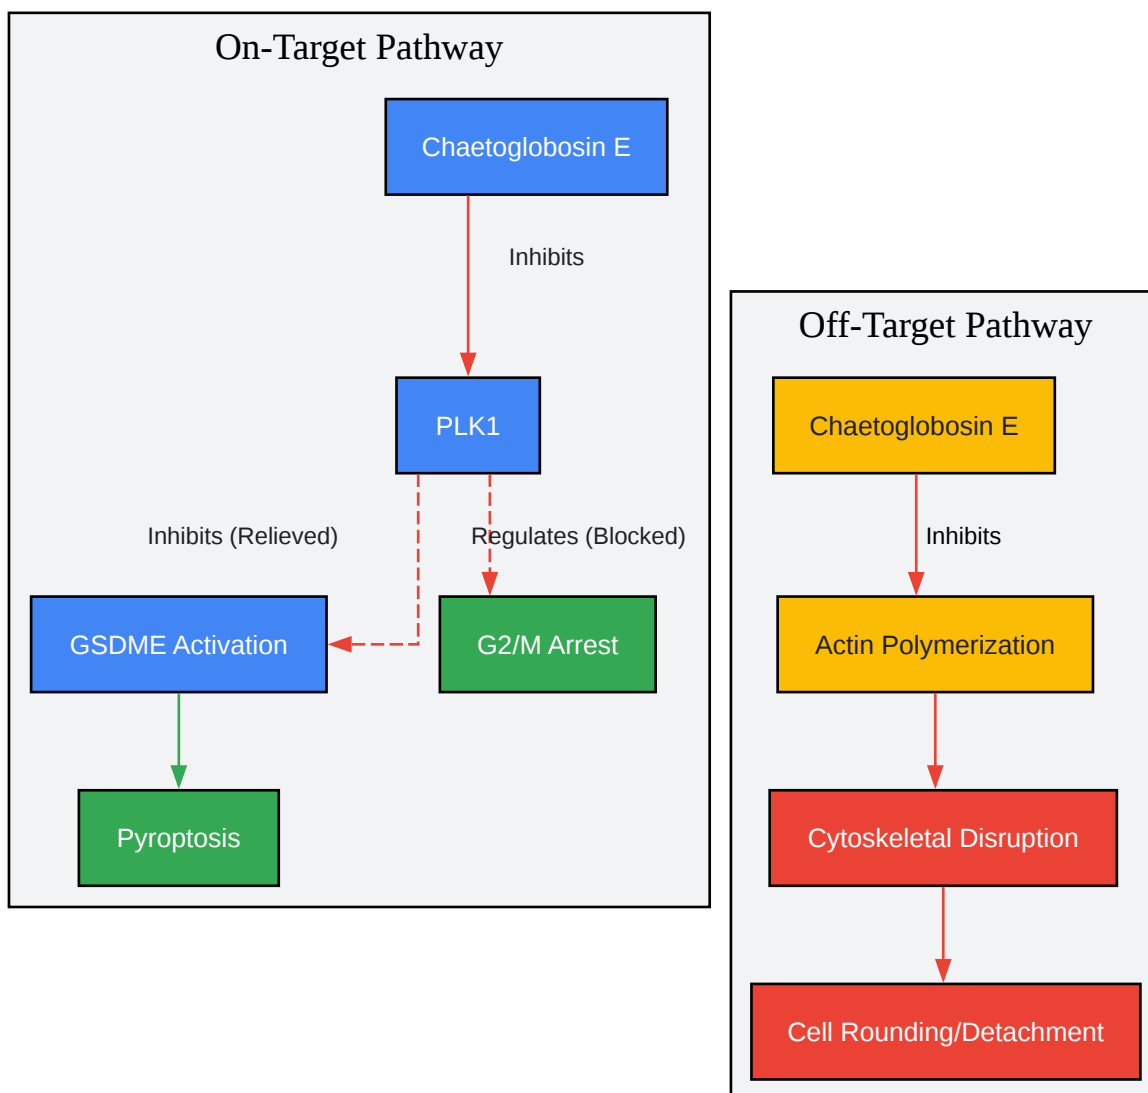 On-Target Pathway
Chaetoglobosin E
Inhibits
PLK1
Inhibits (Relieved)
Regulates (Blocked)
GSDME Activation
G2/M Arrest
Pyroptosis
Off-Target Pathway
Chaetoglobosin E
Inhibits
Actin Polymerization
Cytoskeletal Disruption
Cell Rounding/Detachment